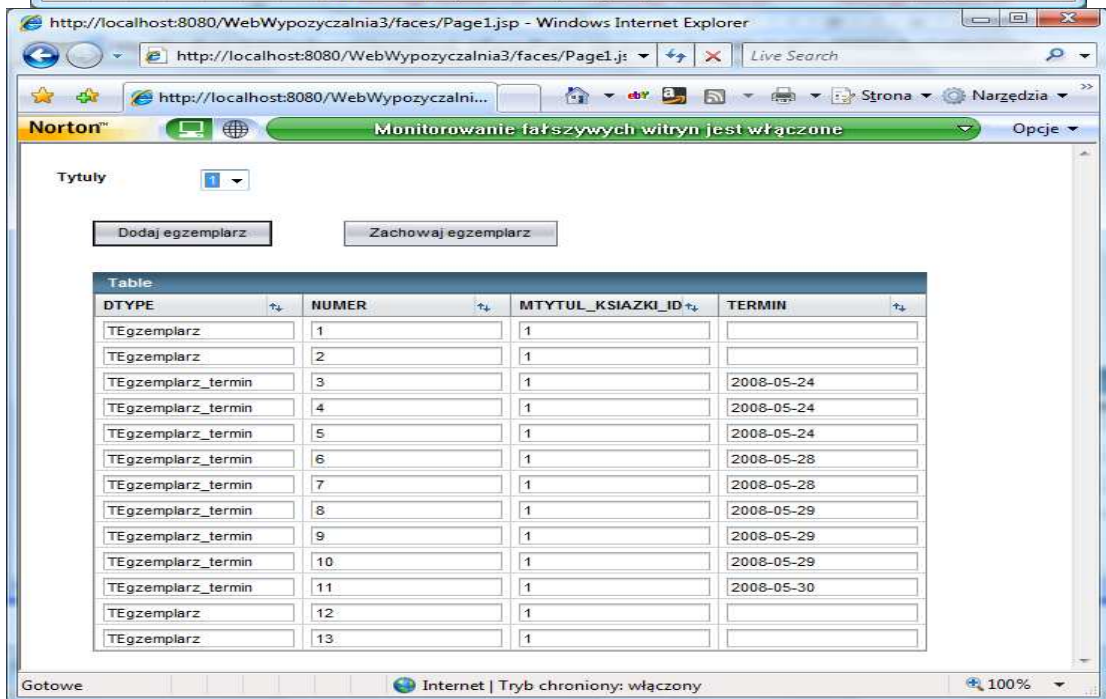 http://localhost:8080/WebWypozyczalnia3/faces/Page1.jsp - Windows Internet Explorer
http://localhost:8080/WebWypozyczalnia3/faces/Page1.js Live Search
http://localhost:8080/WebWypozyczalni... ebY a Strona Narzędzia >>
Norton™ Monitorowanie fałszywych witryn jest włączone Opcje
Tytuly 1
Dodaj egzemplarz Zachowaj egzemplarz
Table
DTYPE NUMER MTYTUL_KSIAZKI_ID TERMIN
TEgzemplarz 1 1
TEgzemplarz 2 1
TEgzemplarz_termin 3 1 2008-05-24
TEgzemplarz_termin 4 1 2008-05-24
TEgzemplarz_termin 5 1 2008-05-24
TEgzemplarz_termin 6 1 2008-05-28
TEgzemplarz_termin 7 1 2008-05-28
TEgzemplarz_termin 8 1 2008-05-29
TEgzemplarz_termin 9 1 2008-05-29
TEgzemplarz_termin 10 1 2008-05-29
TEgzemplarz_termin 11 1 2008-05-30
TEgzemplarz 12 1
TEgzemplarz 13 1
Gotowe Internet | Tryb chroniony: włączony 100%